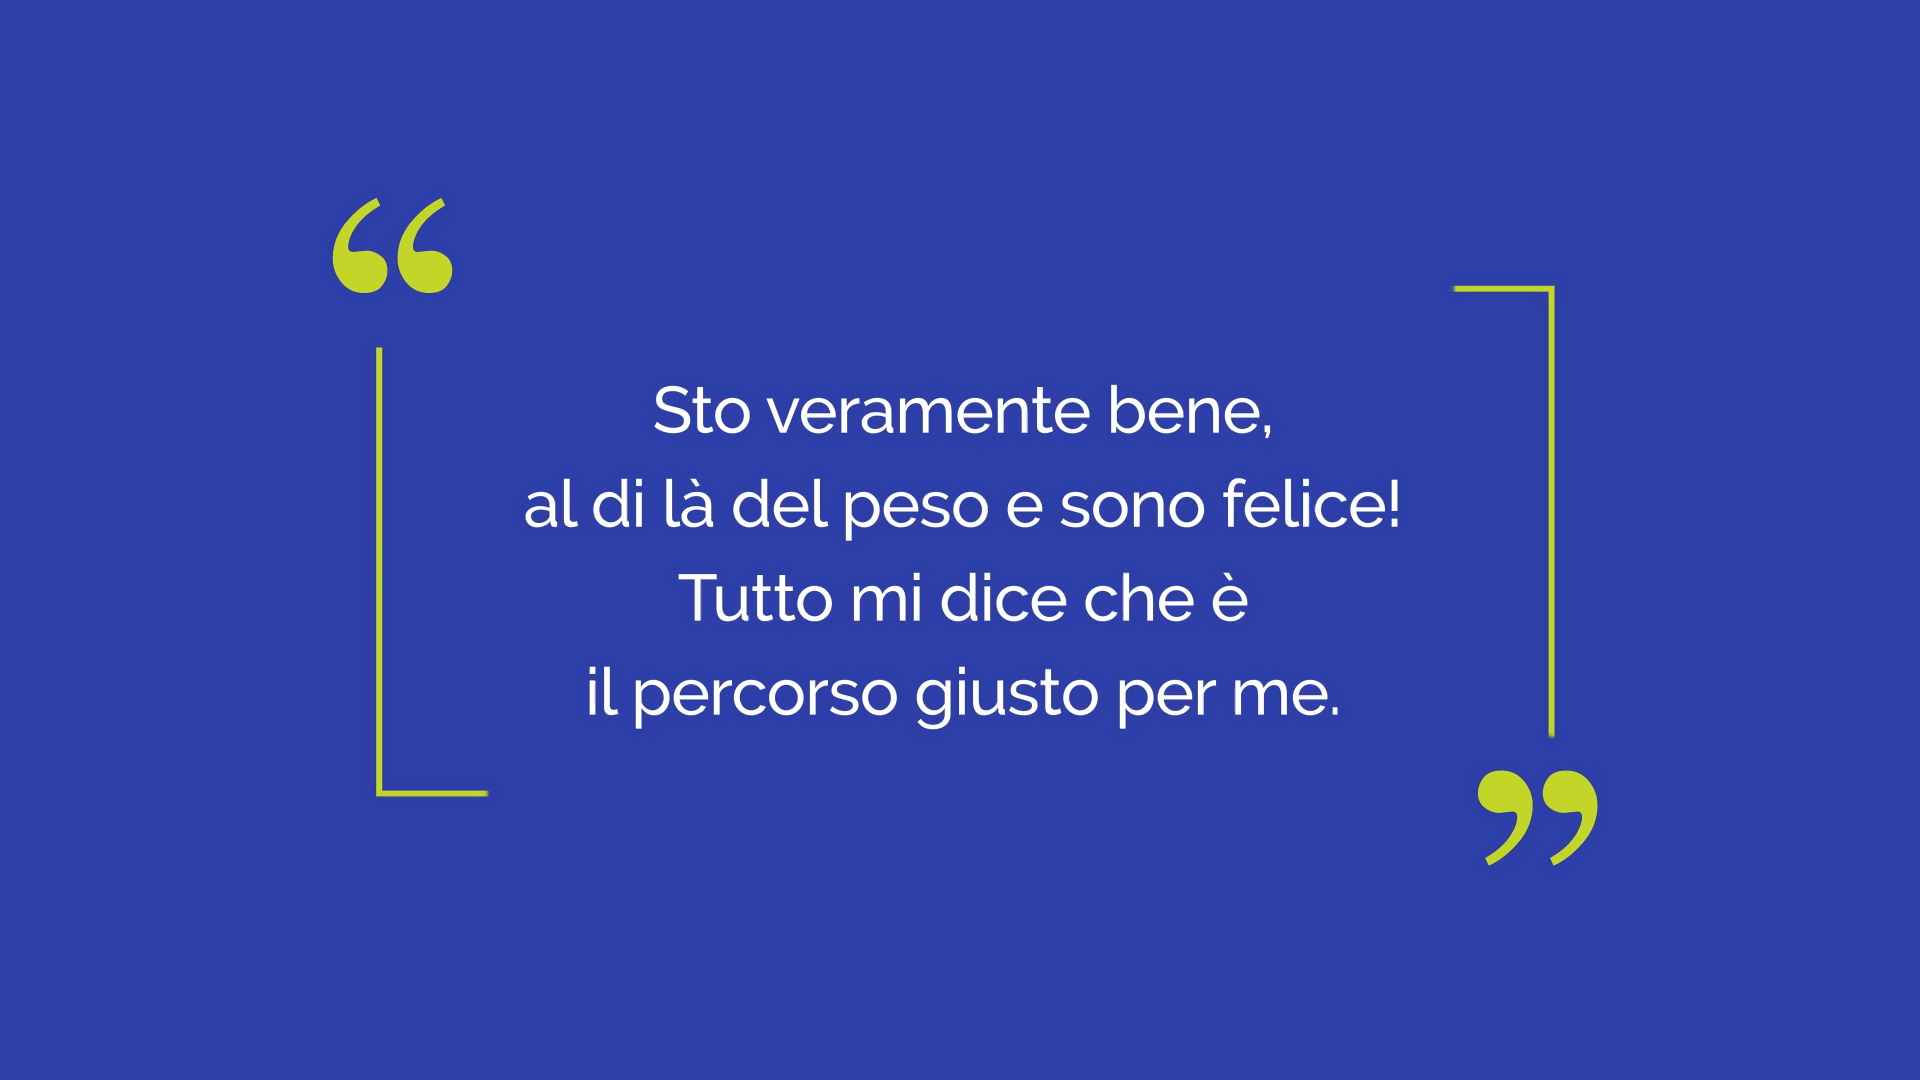 “
Sto veramente bene,
al di là del peso e sono felice!
Tutto mi dice che è
il percorso giusto per me.
”